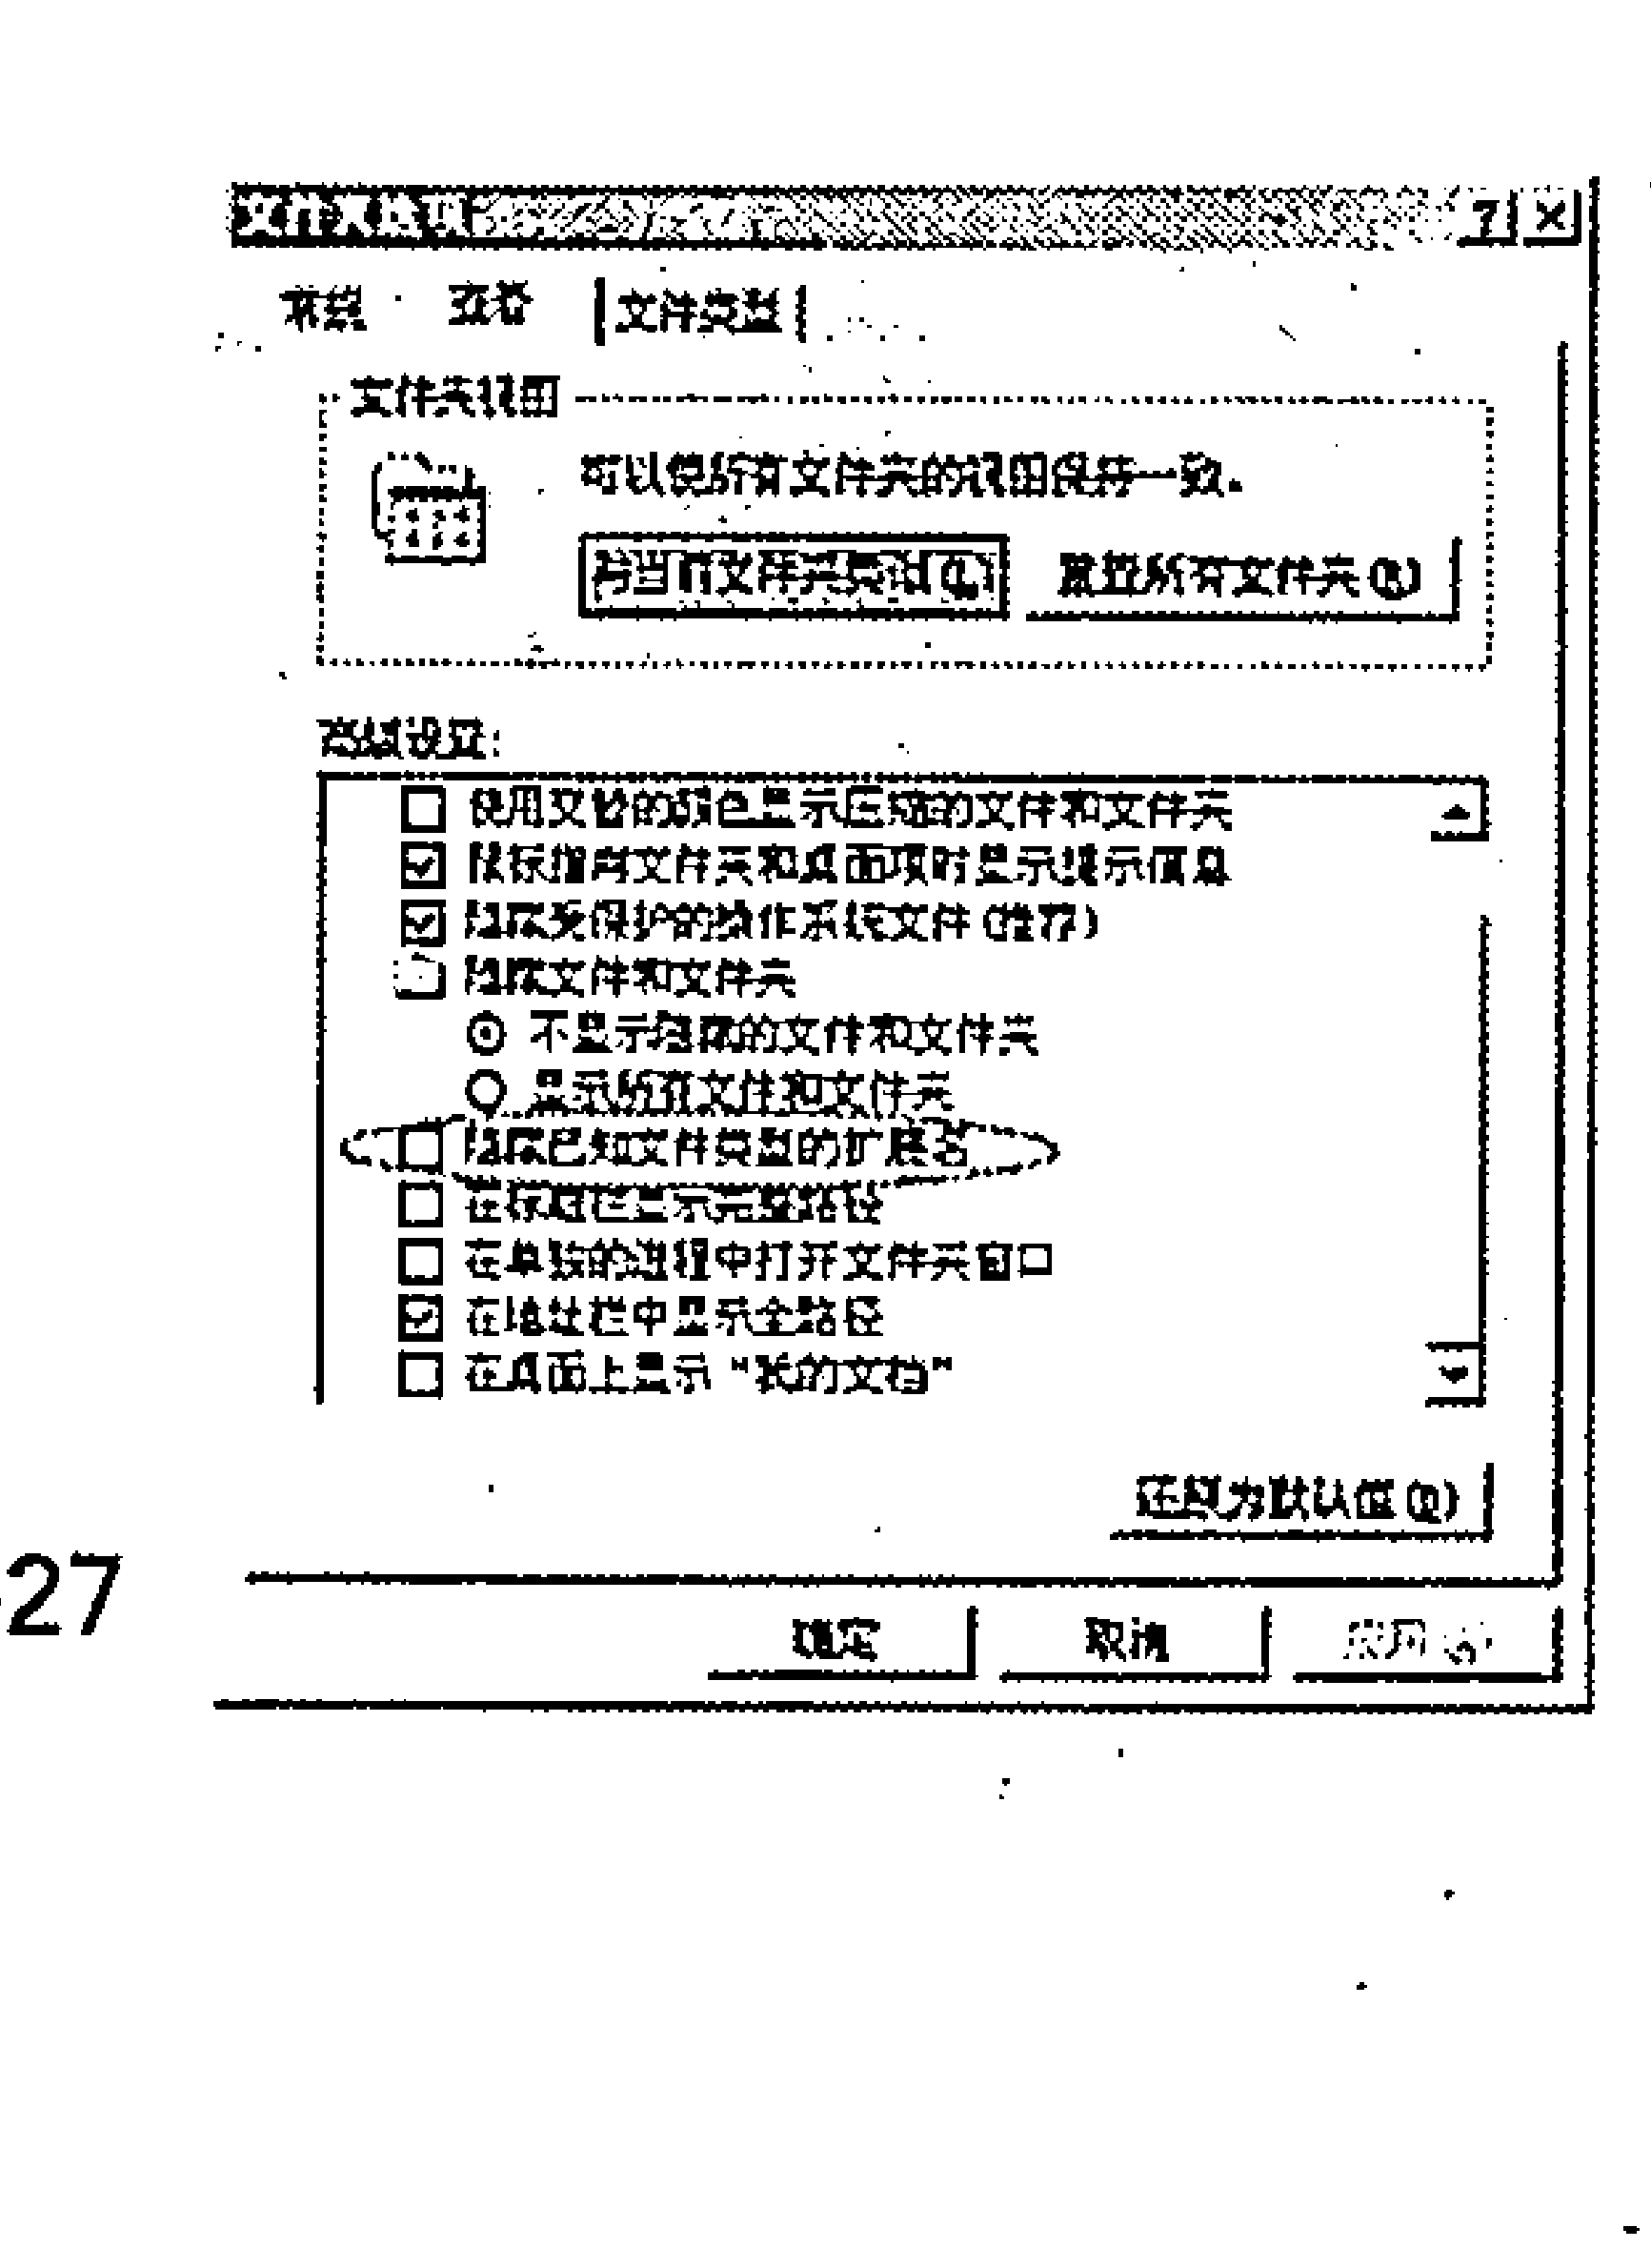 文件夹选项
常规 查看 文件类型
文件夹视图
可以使所有文件夹的视图保持一致。
与当前文件夹类似(L) 重置所有文件夹(R)
高级设置:
使用交替的颜色显示压缩的文件和文件夹
鼠标指向文件夹和桌面项时显示提示信息
隐藏受保护的操作系统文件(推荐)
隐藏文件和文件夹
不显示隐藏的文件和文件夹
显示所有文件和文件夹
隐藏已知文件类型的扩展名
在标题栏显示完整路径
在单独的进程中打开文件夹窗口
在地址栏中显示全路径
在桌面上显示“我的文档”
还原为默认值(D)
27
确定 取消 应用